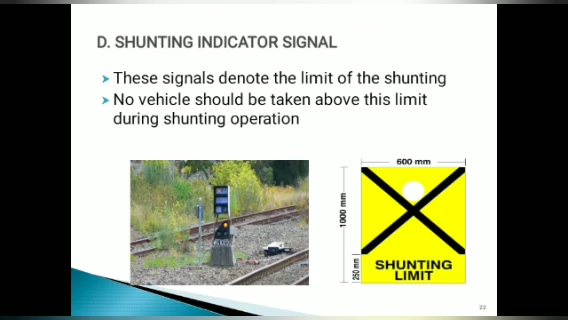 D. SHUNTING INDICATOR SIGNAL
These signals denote the limit of the shunting
No vehicle should be taken above this limit
during shunting operation
600 mm
1000 mm
250 mm
SHUNTING
LIMIT
22